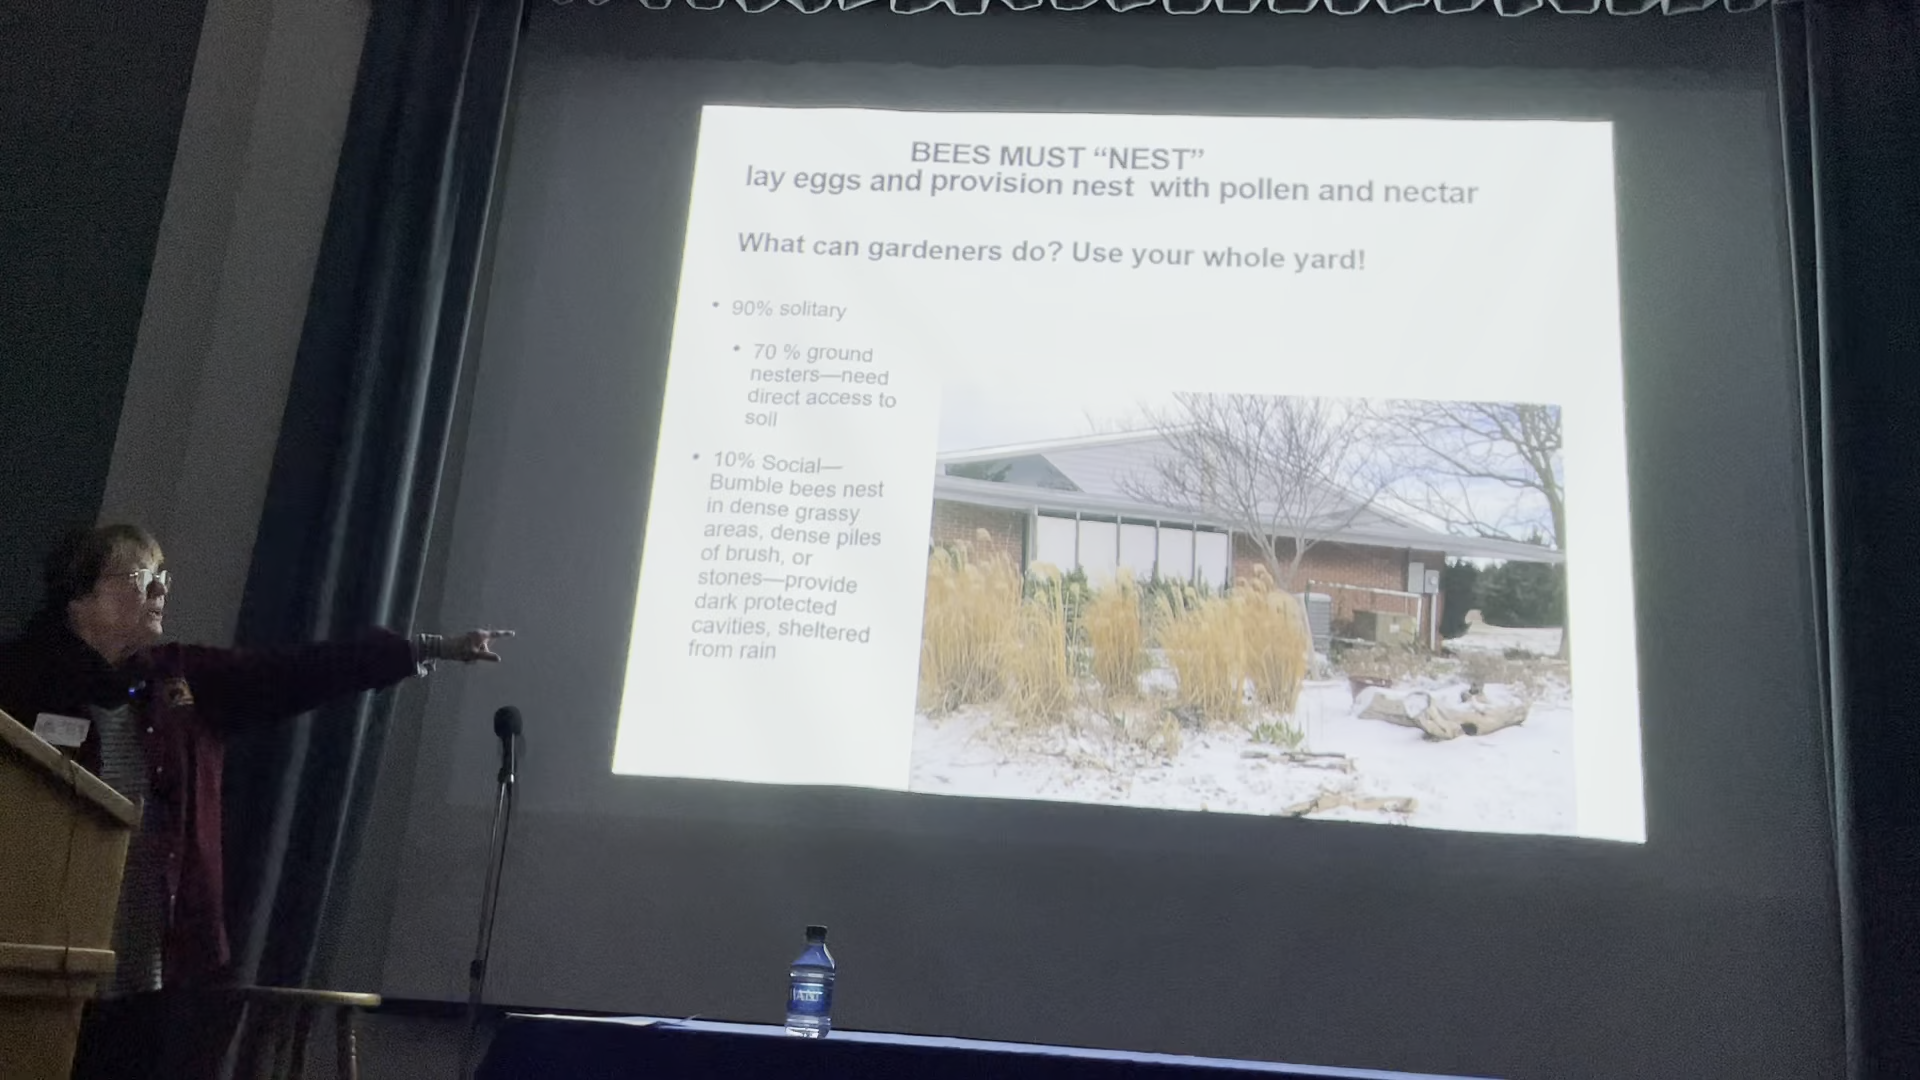 BEES MUST “NEST”
lay eggs and provision nest with pollen and nectar
What can gardeners do? Use your whole yard!
• 90% solitary
• 70 % ground
nesters—need
direct access to
soil
• 10% Social—
Bumble bees nest
in dense grassy
areas, dense piles
of brush, or
stones—provide
dark protected
cavities, sheltered
from rain